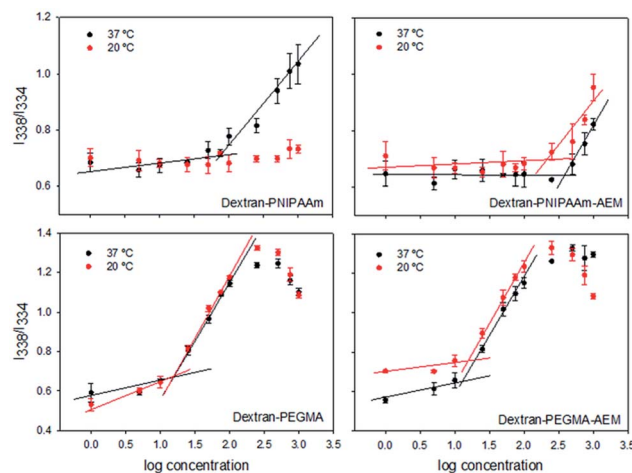 1.2
1.0
0.8
0.6
I338/I334
37 ºC
20 ºC
Dextran-PNIPAAm
37 ºC
20 ºC
Dextran-PNIPAAm-AEM
1.4
1.2
1.0
0.8
0.6
0.4
I338/I334
37 ºC
20 ºC
Dextran-PEGMA
0.0 0.5 1.0 1.5 2.0 2.5 3.0 3.5
log concentration
37 ºC
20 ºC
Dextran-PEGMA-AEM
0.0 0.5 1.0 1.5 2.0 2.5 3.0 3.5
log concentration